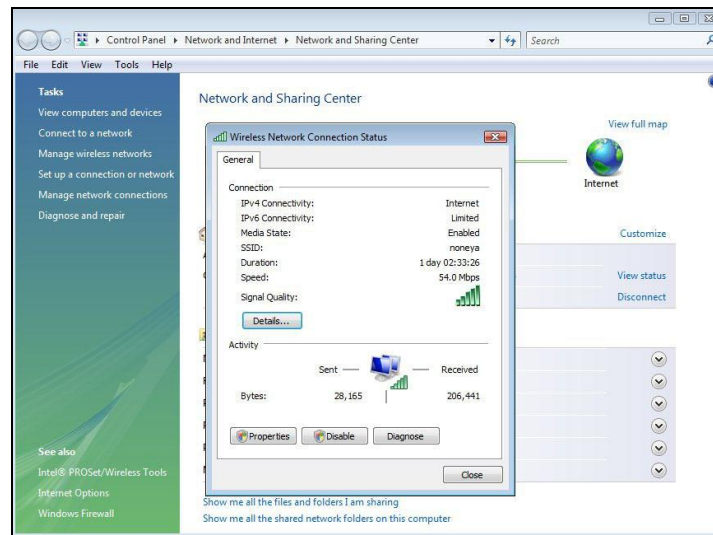 Control Panel ▸ Network and Internet ▸ Network and Sharing Center
Search
File Edit View Tools Help
Tasks
View computers and devices
Connect to a network
Manage wireless networks
Set up a connection or network
Manage network connections
Diagnose and repair
See also
Intel® PROSet/Wireless Tools
Internet Options
Windows Firewall
Network and Sharing Center
View full map
Internet
Customize
View status
Disconnect
Wireless Network Connection Status
General
Connection
IPv4 Connectivity: Internet
IPv6 Connectivity: Limited
Media State: Enabled
SSID: noneya
Duration: 1 day 02:33:26
Speed: 54.0 Mbps
Signal Quality:
Details...
Activity
Sent — Received
Bytes: 28,165 | 206,441
Properties Disable Diagnose
Close
Show me all the files and folders I am sharing
Show me all the shared network folders on this computer